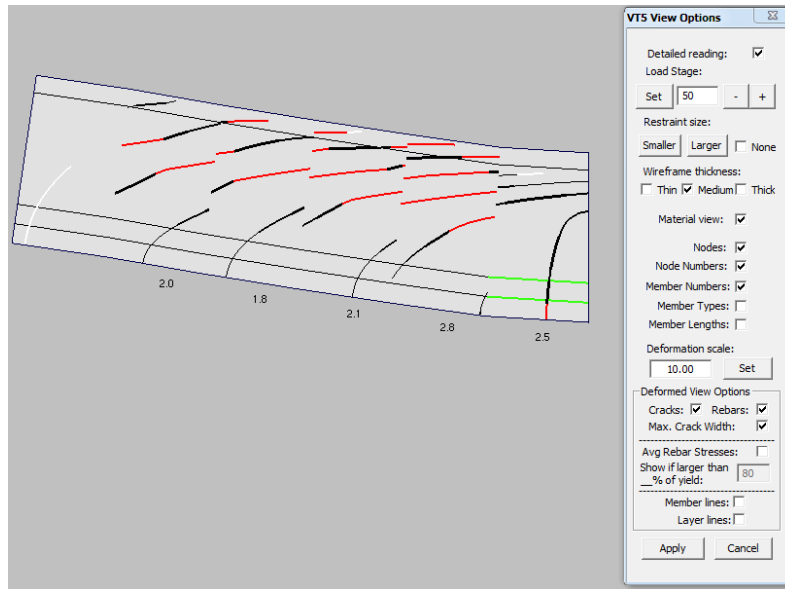 2.0
1.8
2.1
2.8
2.5
VT5 View Options
Detailed reading:
Load Stage:
Set 50 - +
Restraint size:
Smaller Larger None
Wireframe thickness:
Thin Medium Thick
Material view:
Nodes:
Node Numbers:
Member Numbers:
Member Types:
Member Lengths:
Deformation scale:
10.00 Set
Deformed View Options
Cracks: Rebars:
Max. Crack Width:
Avg Rebar Stresses:
Show if larger than
__% of yield: 80
Member lines:
Layer lines:
Apply Cancel